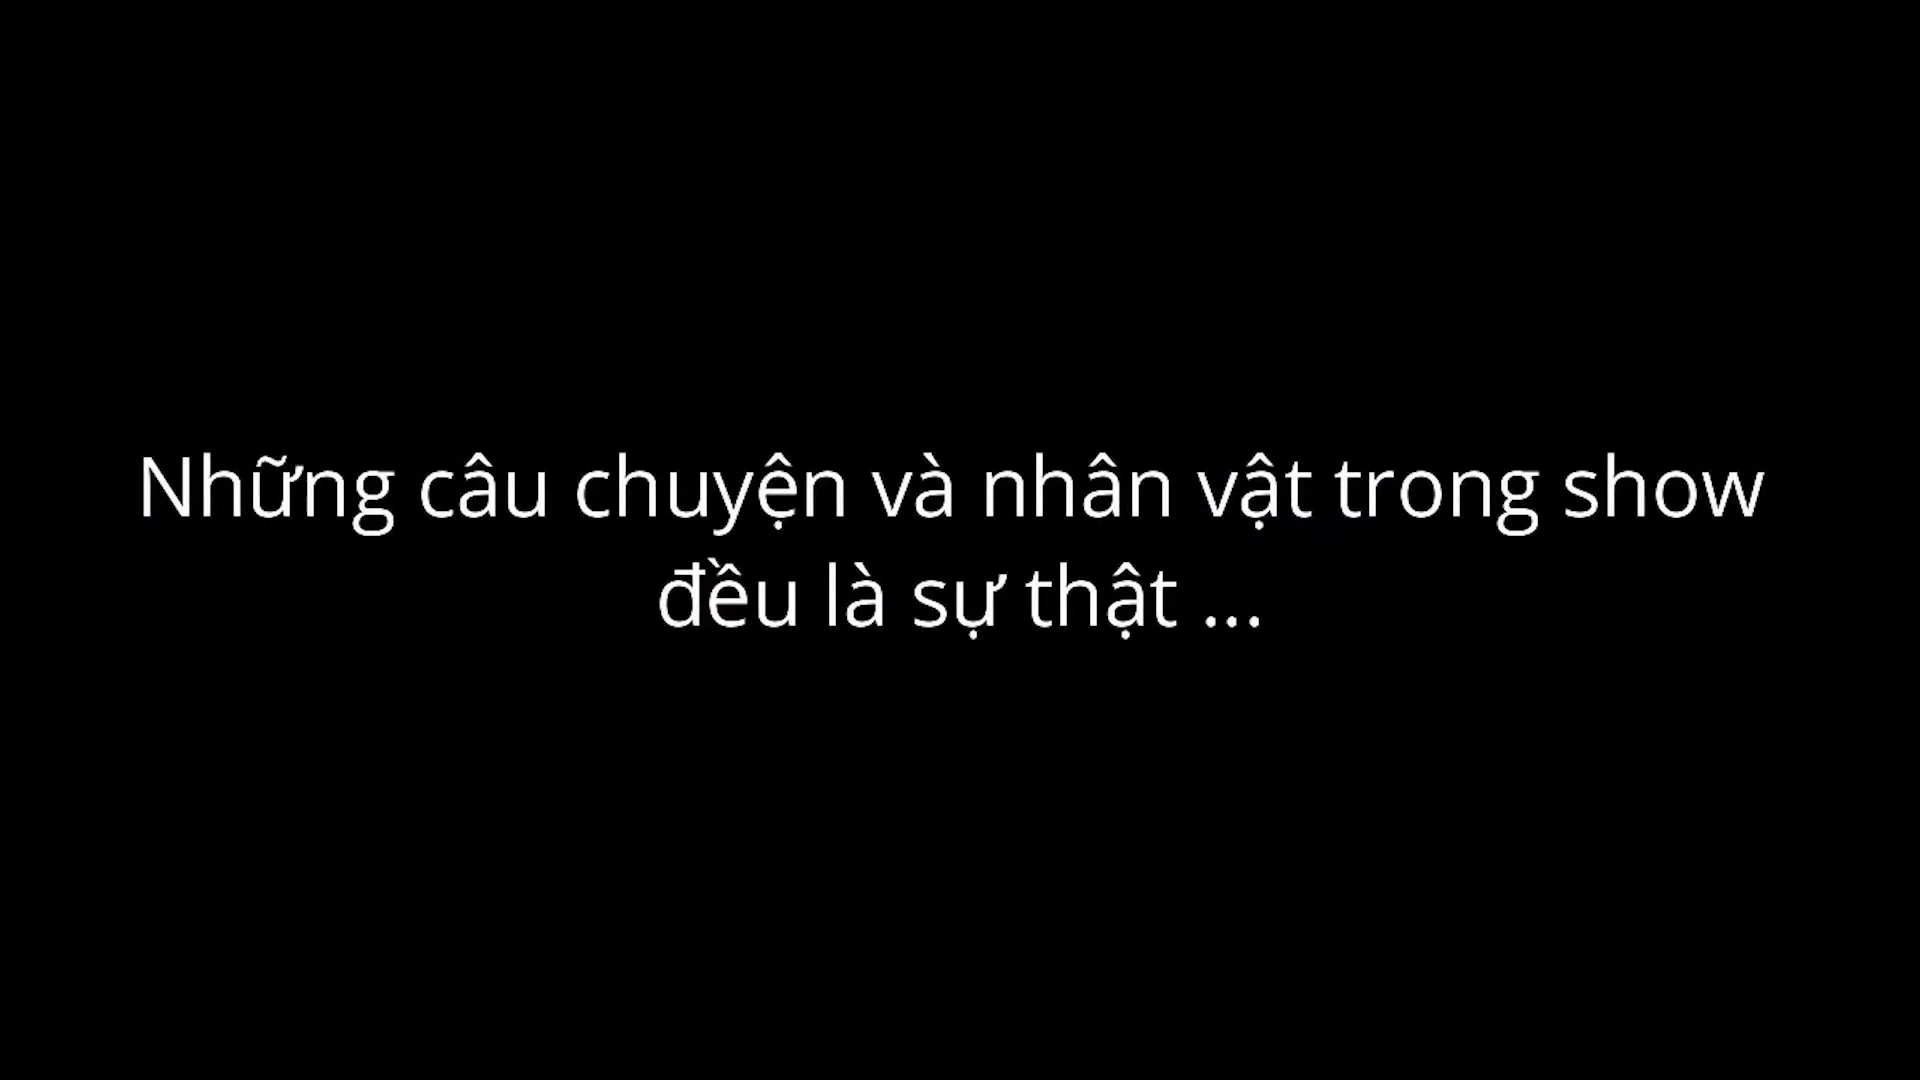 Những câu chuyện và nhân vật trong show
đều là sự thật ...